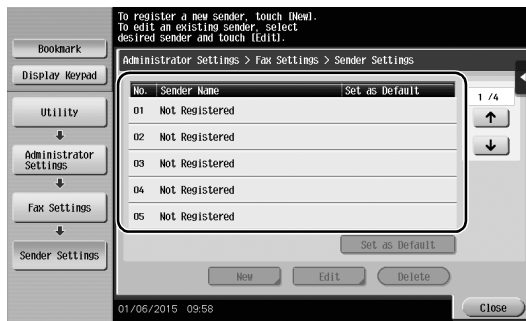 To register a new sender, touch [New].
To edit an existing sender, select
desired sender and touch [Edit].
Bookmark
Display Keypad
Utility
Administrator
Settings
Fax Settings
Sender Settings
Administrator Settings > Fax Settings > Sender Settings
No. Sender Name Set as Default
01 Not Registered
02 Not Registered
03 Not Registered
04 Not Registered
05 Not Registered
1 /4
Set as Default
New Edit Delete
01/06/2015 09:58
Close